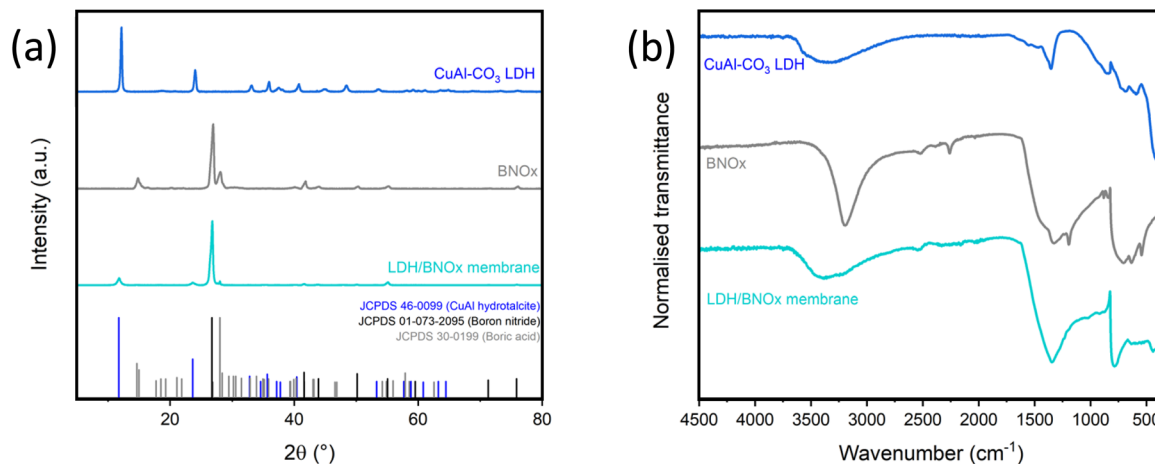 (a)
CuAl-CO₃ LDH
BNOx
LDH/BNOx membrane
JCPDS 46-0099 (CuAl hydrotalcite)
JCPDS 01-073-2095 (Boron nitride)
JCPDS 30-0199 (Boric acid)
Intensity (a.u.)
20 40 60 80
2θ (°)
(b)
CuAl-CO₃ LDH
BNOx
LDH/BNOx membrane
Normalised transmittance
4500 4000 3500 3000 2500 2000 1500 1000 500
Wavenumber (cm⁻¹)